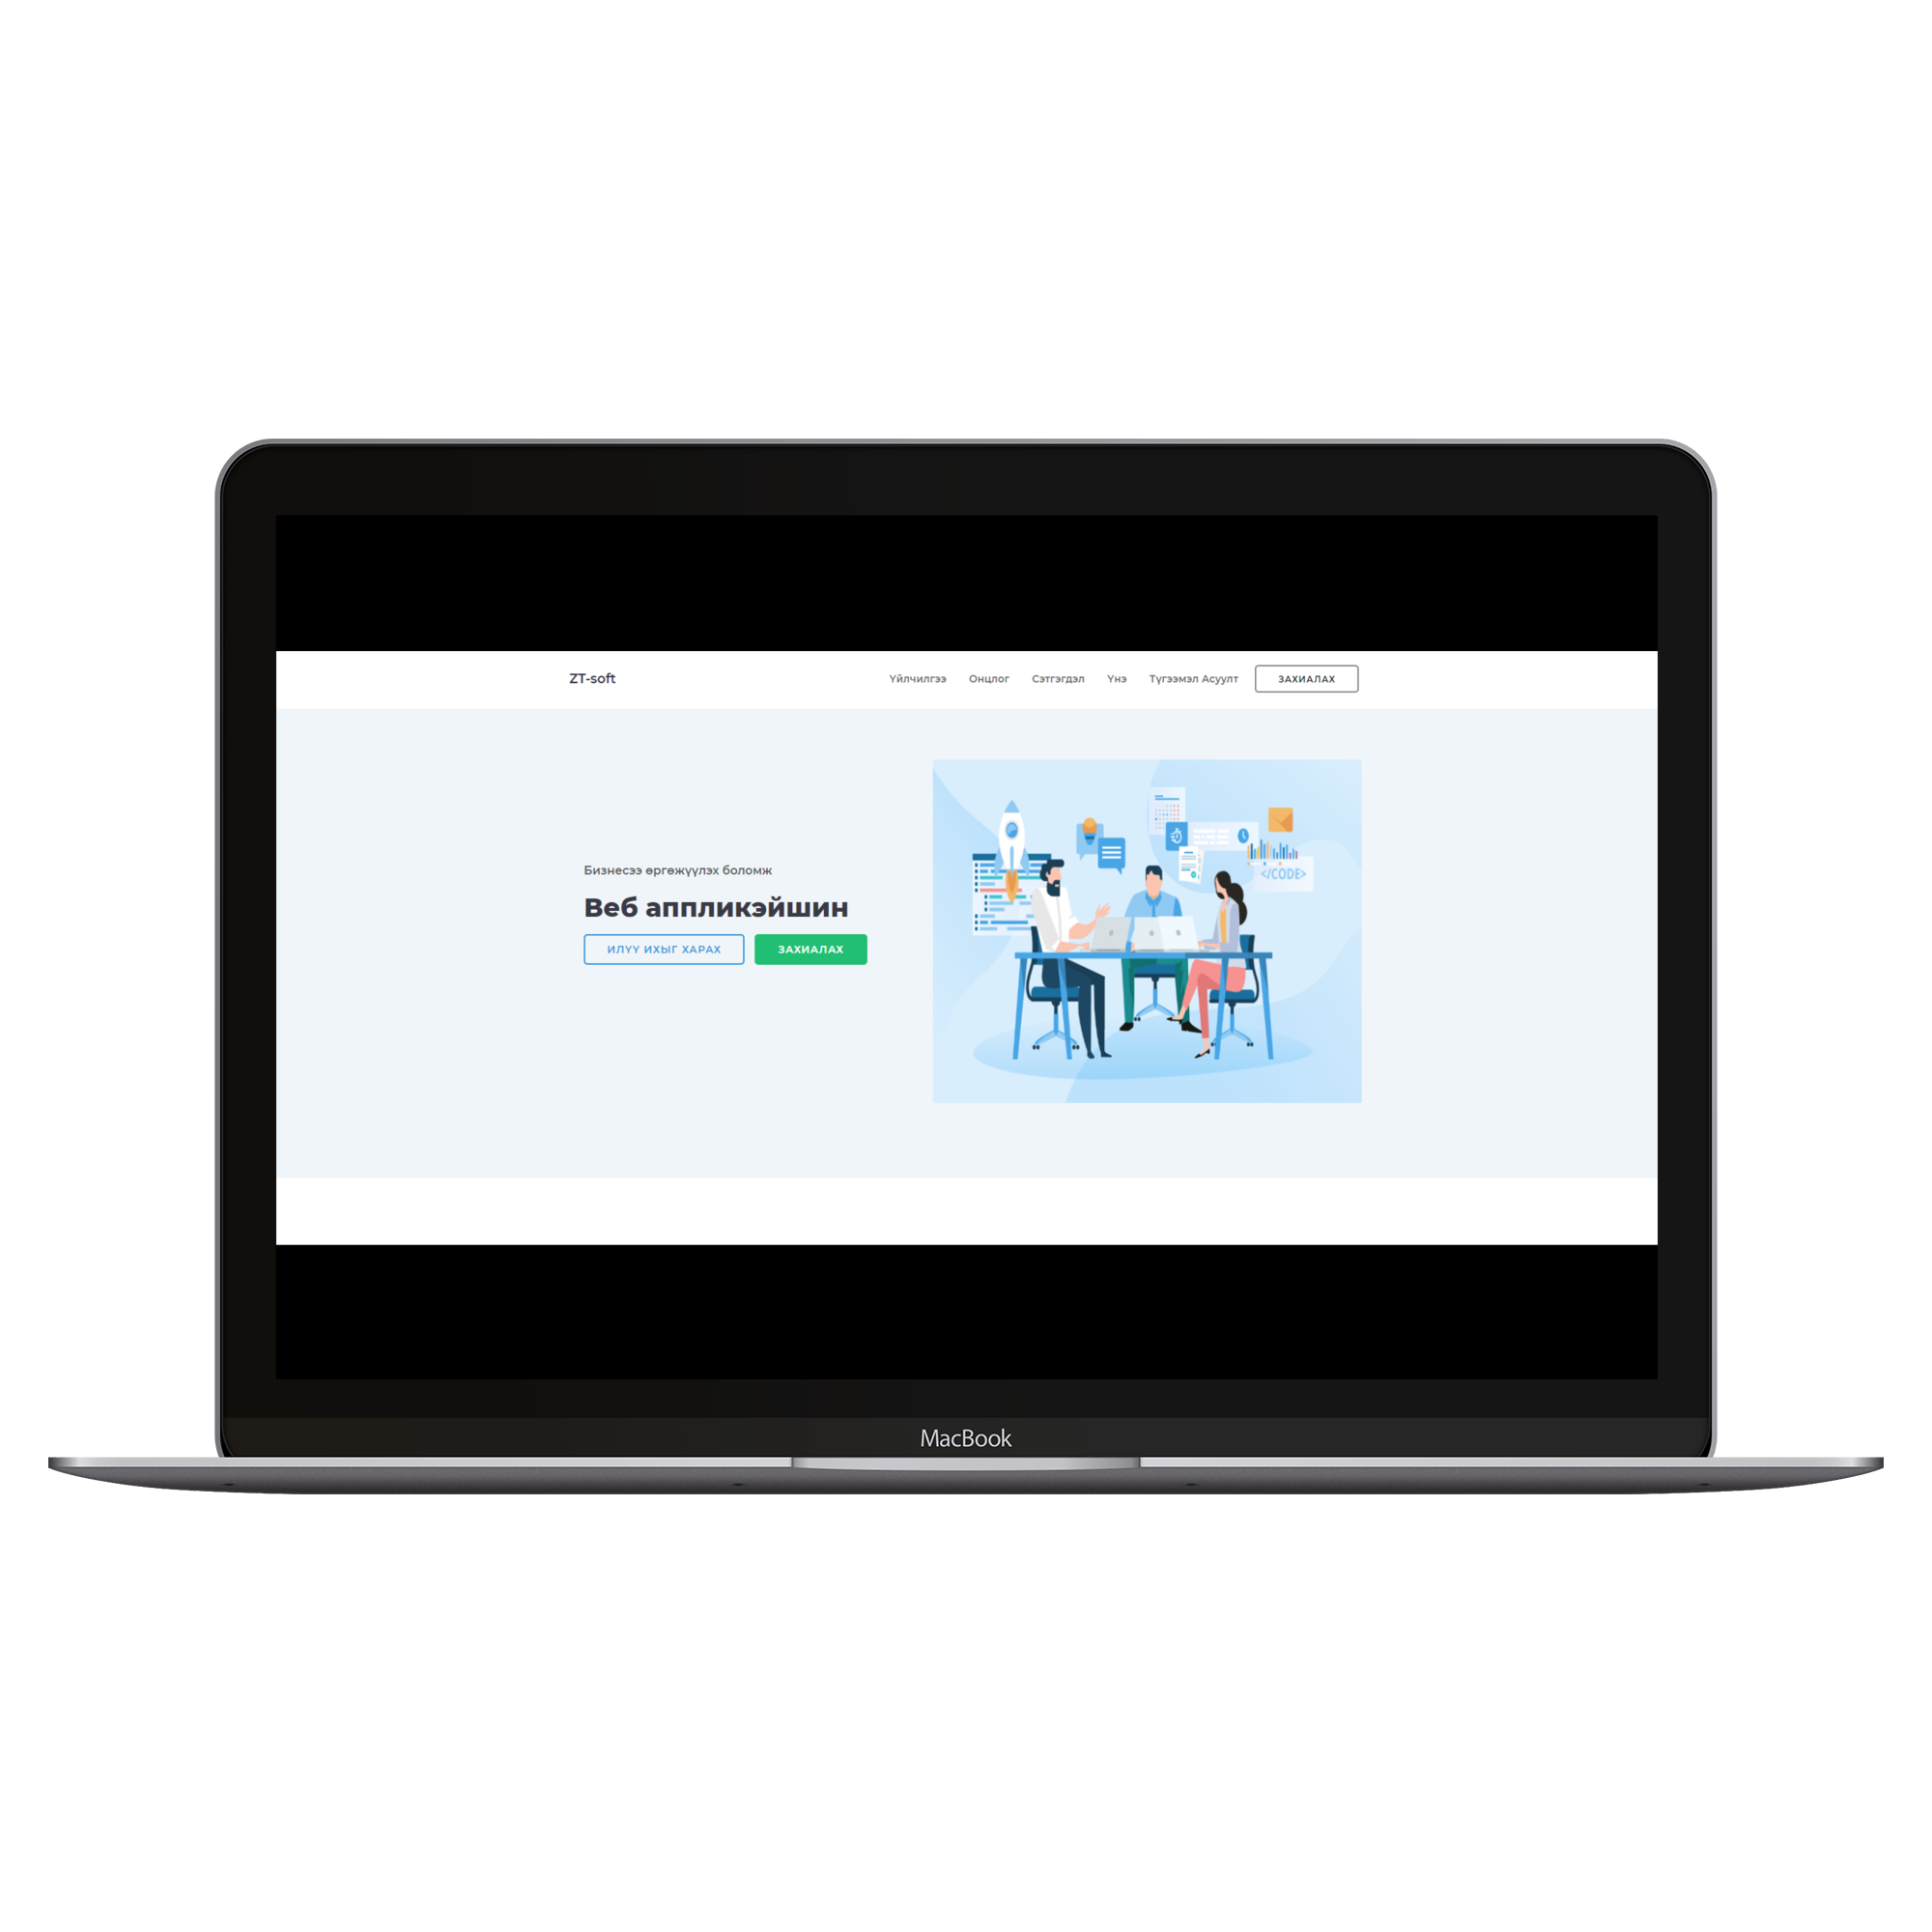 ZT-soft
Үйлчилгээ Онцлог Сэтгэгдэл Үнэ Түгээмэл Асуулт ЗАХИАЛАХ
Бизнесээ өргөжүүлэх боломж
Веб аппликэйшин
ИЛҮҮ ИХЫГ ХАРАХ ЗАХИАЛАХ
</CODE>
MacBook